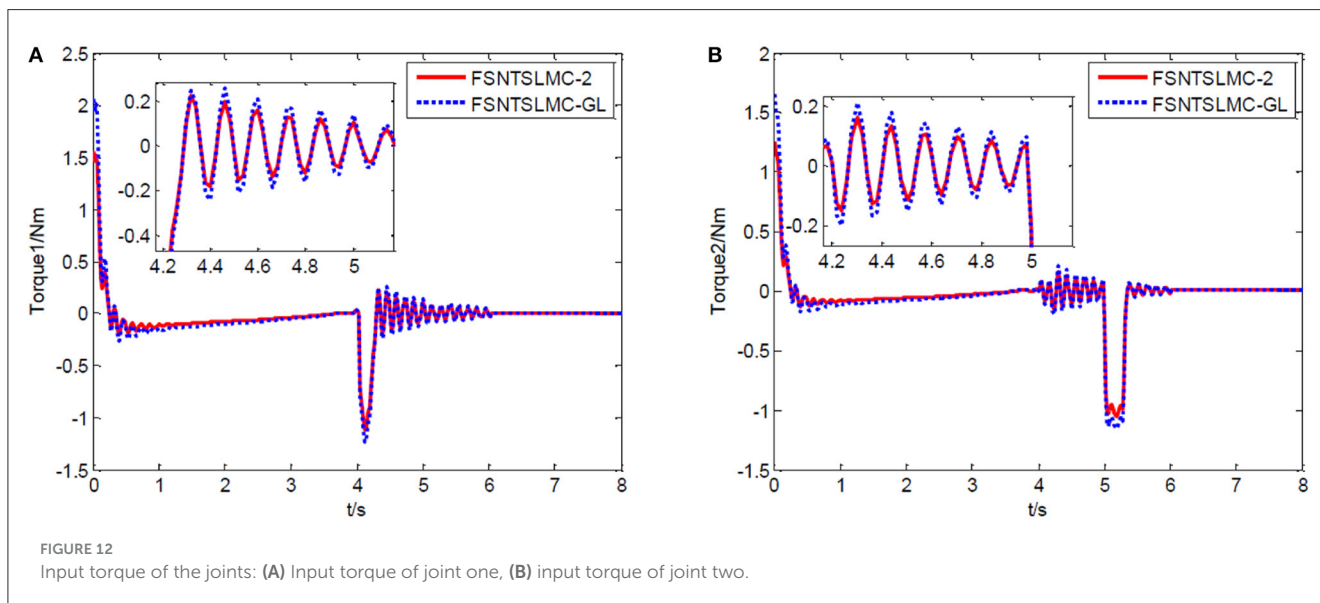 A
FSNTSLMC-2
FSNTSLMC-GL
Torque1/Nm
2.5
2
1.5
1
0.5
0
-0.5
-1
-1.5
0.2
0
-0.2
-0.4
4.2 4.4 4.6 4.8 5
0 1 2 3 4 5 6 7 8
t/s
B
FSNTSLMC-2
FSNTSLMC-GL
Torque2/Nm
2
1.5
1
0.5
0
-0.5
-1
-1.5
0.2
0
-0.2
4.2 4.4 4.6 4.8 5
0 1 2 3 4 5 6 7 8
t/s
FIGURE 12
Input torque of the joints: (A) Input torque of joint one, (B) input torque of joint two.